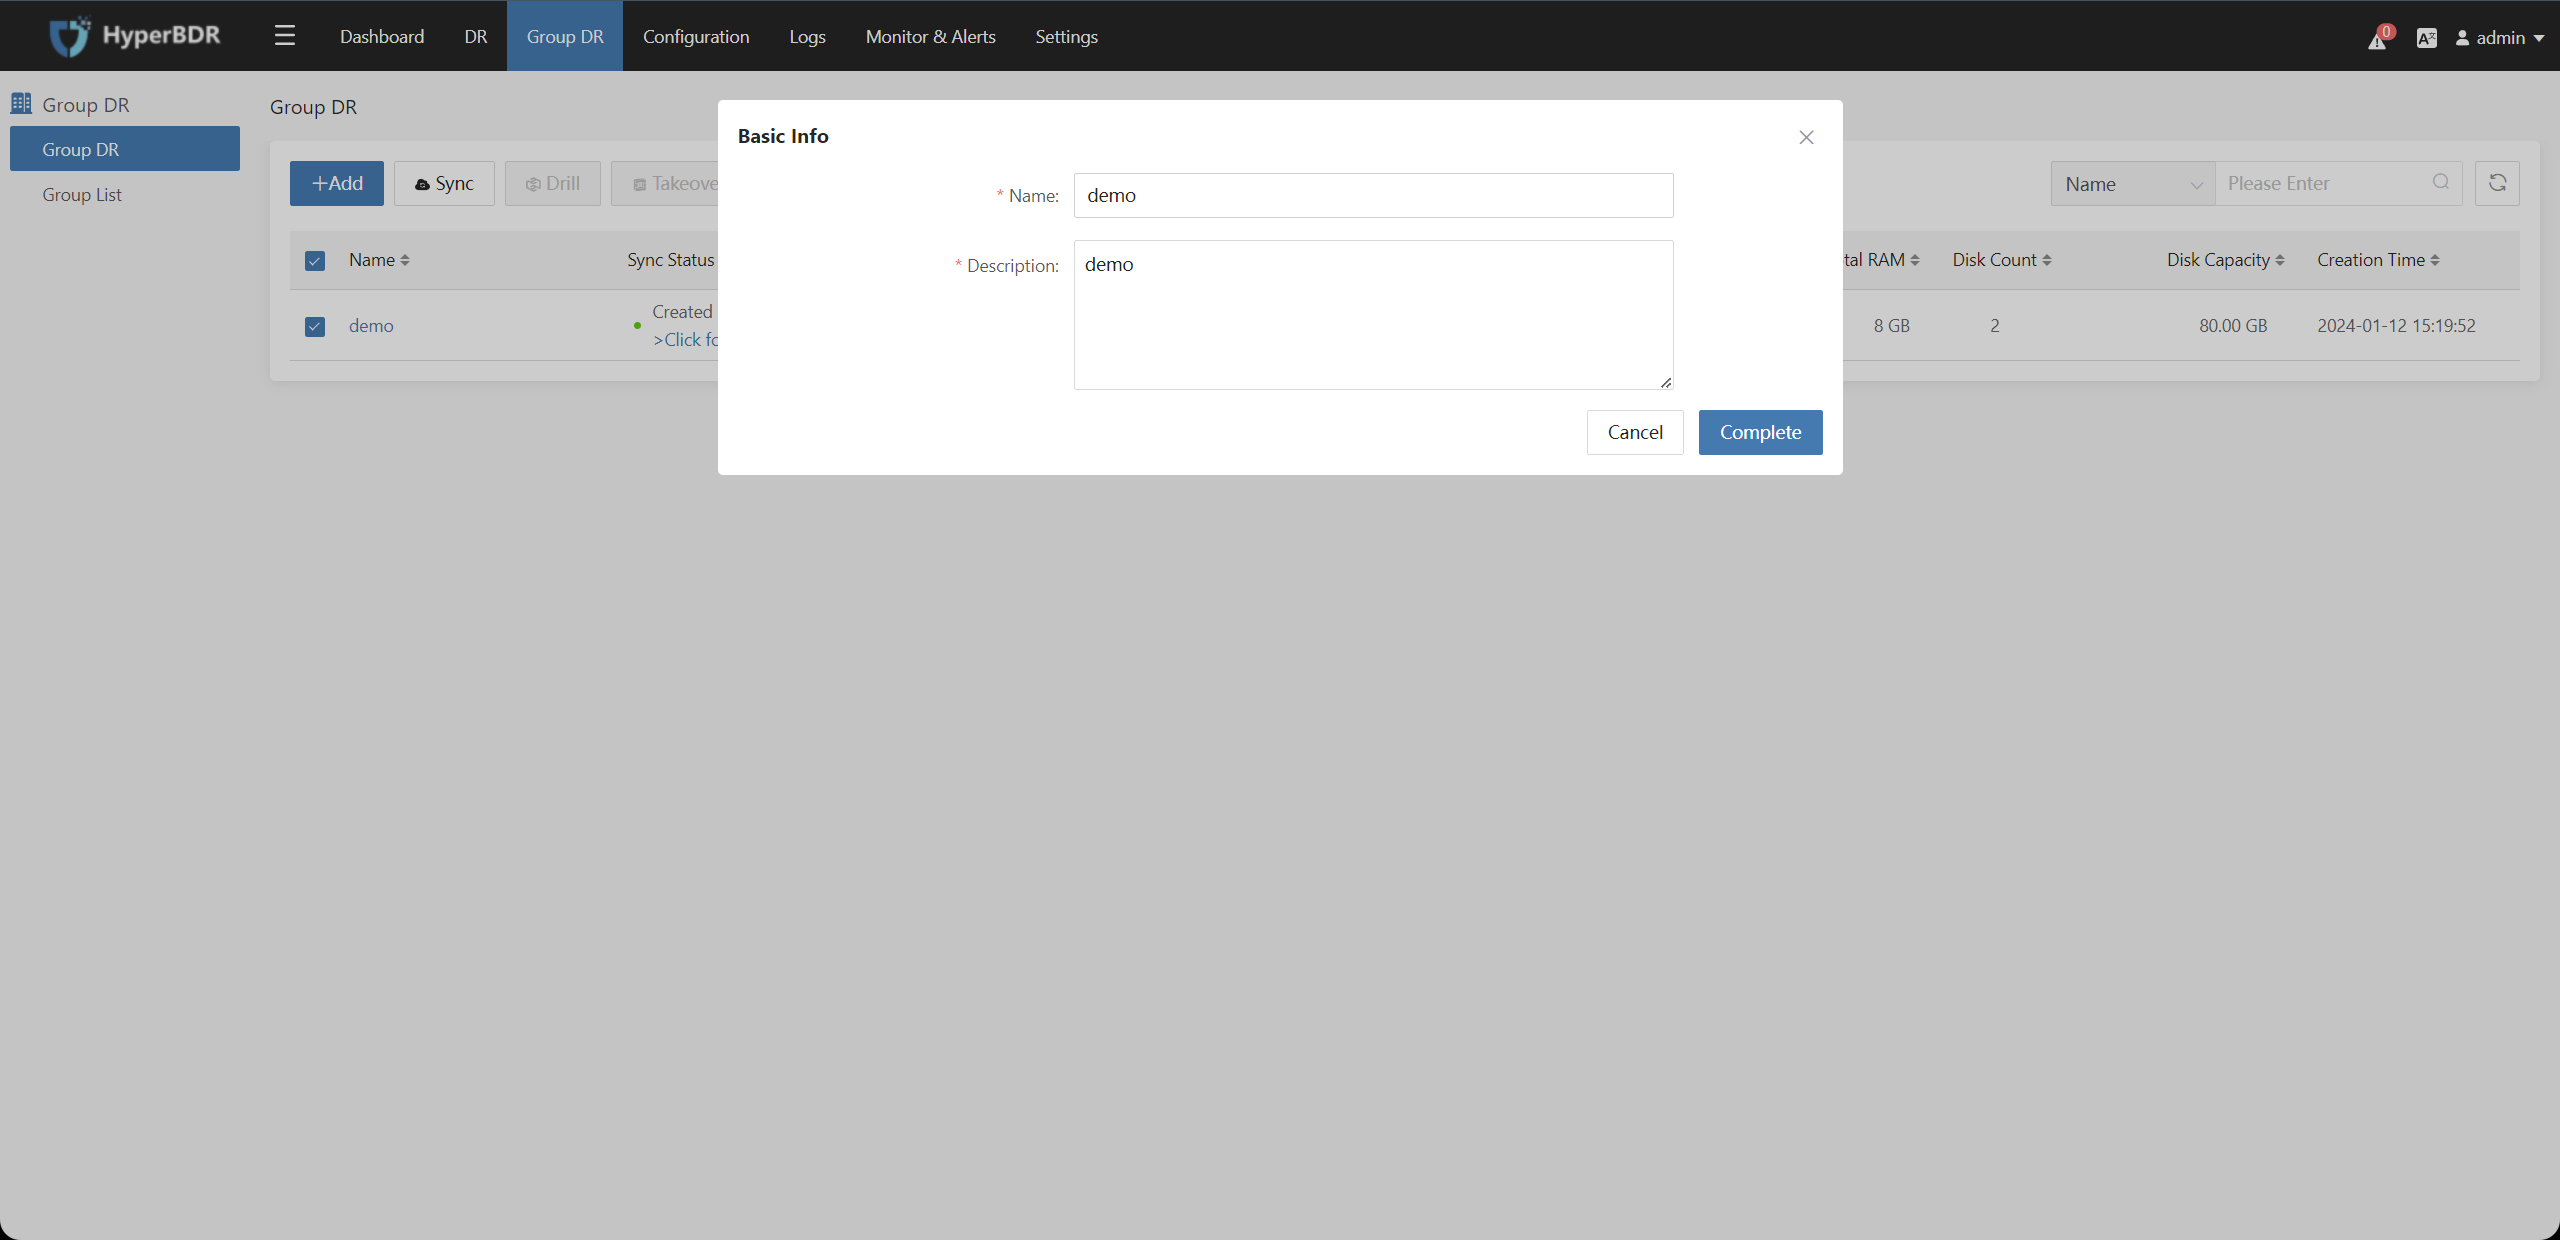 HyperBDR
Dashboard
DR
Group DR
Configuration
Logs
Monitor & Alerts
Settings
0
admin
Group DR
Group DR
Group List
Group DR
+Add
Sync
Drill
Takeove
Name
Please Enter
Name
Sync Status
tal RAM
Disk Count
Disk Capacity
Creation Time
demo
Created
>Click fo
8 GB
2
80.00 GB
2024-01-12 15:19:52
Basic Info
* Name:
demo
* Description:
demo
Cancel
Complete